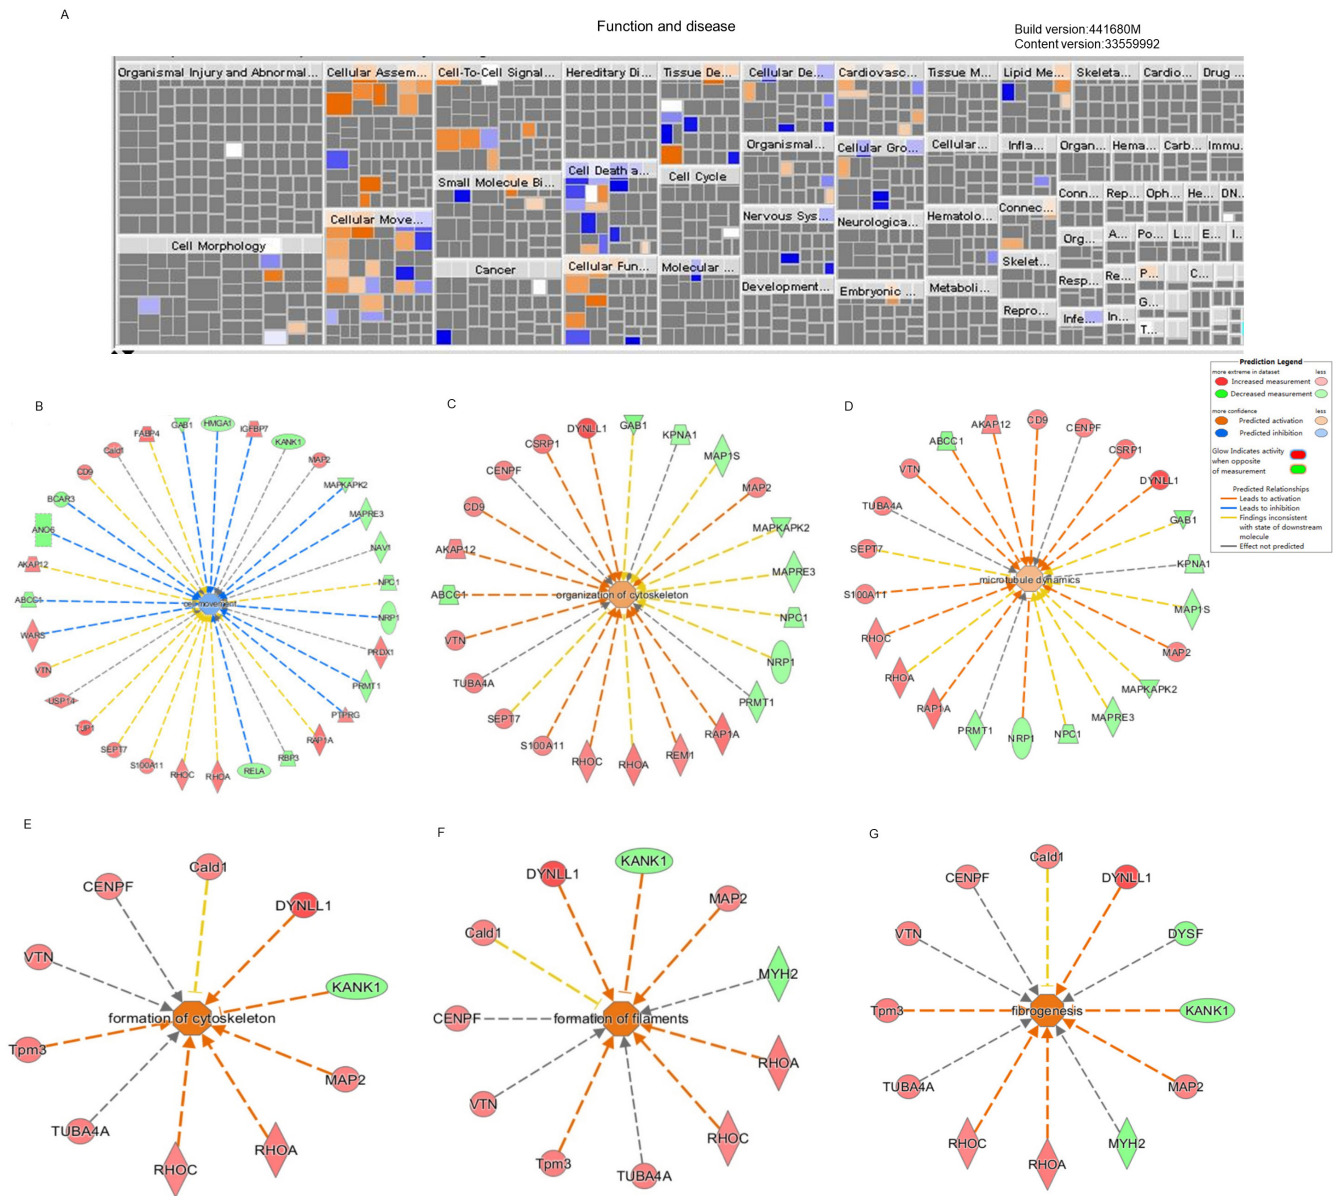 A
Function and disease
Build version:441680M
Content version:33559992
Organismal Injury and Abnormal...
Cellular Assem...
Cell-To-Cell Signal...
Hereditary Di...
Tissue De...
Cellular De...
Cardiovasc...
Tissue M...
Lipid Me...
Skeleta...
Cardio...
Drug ...
Organismal...
Cellular Gro...
Cellular...
Infla...
Organ...
Hema...
Carb...
Immu...
Small Molecule Bi...
Cell Death a...
Cell Cycle
Conn...
Rep...
Oph...
He...
DN...
Cellular Move...
Nervous Sys...
Neurologica...
Hematolo...
Connec...
Cell Morphology
Org...
A...
Po...
L...
E...
I...
Cancer
Cellular Fun...
Molecular ...
Development...
Embryonic ...
Metaboli...
Skelet...
Resp...
Re...
P...
C...
Repro...
Infe...
In...
G...
T...
Prediction Legend
more extreme in dataset
less
Increased measurement
Decreased measurement
more confidence
less
Predicted activation
Predicted inhibition
Glow Indicates activity
when opposite
of measurement
Predicted Relationships
Leads to activation
Leads to inhibition
Findings inconsistent
with state of downstream
molecule
Effect not predicted
B
FABP4
GAB1
HMGA1
IGFBP7
KANK1
MAP2
MAPKAPK2
MAPRE3
NAV1
NPC1
NRP1
PRDX1
PRMT1
PTPRG
RAP1A
RBP3
RELA
RHOA
RHOC
S100A11
SEPT7
TJP1
USP14
VTN
WARS
ABCC1
AKAP12
ANO6
BCAR3
CD9
Cald1
cell movement
C
DYNLL1
GAB1
KPNA1
MAP1S
MAP2
MAPKAPK2
MAPRE3
NPC1
NRP1
PRMT1
RAP1A
REM1
RHOA
RHOC
S100A11
SEPT7
TUBA4A
VTN
ABCC1
AKAP12
CD9
CENPF
CSRP1
organization of cytoskeleton
D
CD9
CENPF
CSRP1
DYNLL1
GAB1
KPNA1
MAP1S
MAP2
MAPKAPK2
MAPRE3
NPC1
NRP1
PRMT1
RAP1A
RHOA
RHOC
S100A11
SEPT7
TUBA4A
VTN
ABCC1
AKAP12
microtubule dynamics
E
Cald1
DYNLL1
KANK1
MAP2
RHOA
RHOC
TUBA4A
Tpm3
VTN
CENPF
formation of cytoskeleton
F
KANK1
MAP2
MYH2
RHOA
RHOC
TUBA4A
Tpm3
VTN
CENPF
Cald1
DYNLL1
formation of filaments
G
Cald1
DYNLL1
DYSF
KANK1
MAP2
MYH2
RHOA
RHOC
TUBA4A
Tpm3
VTN
CENPF
fibrogenesis